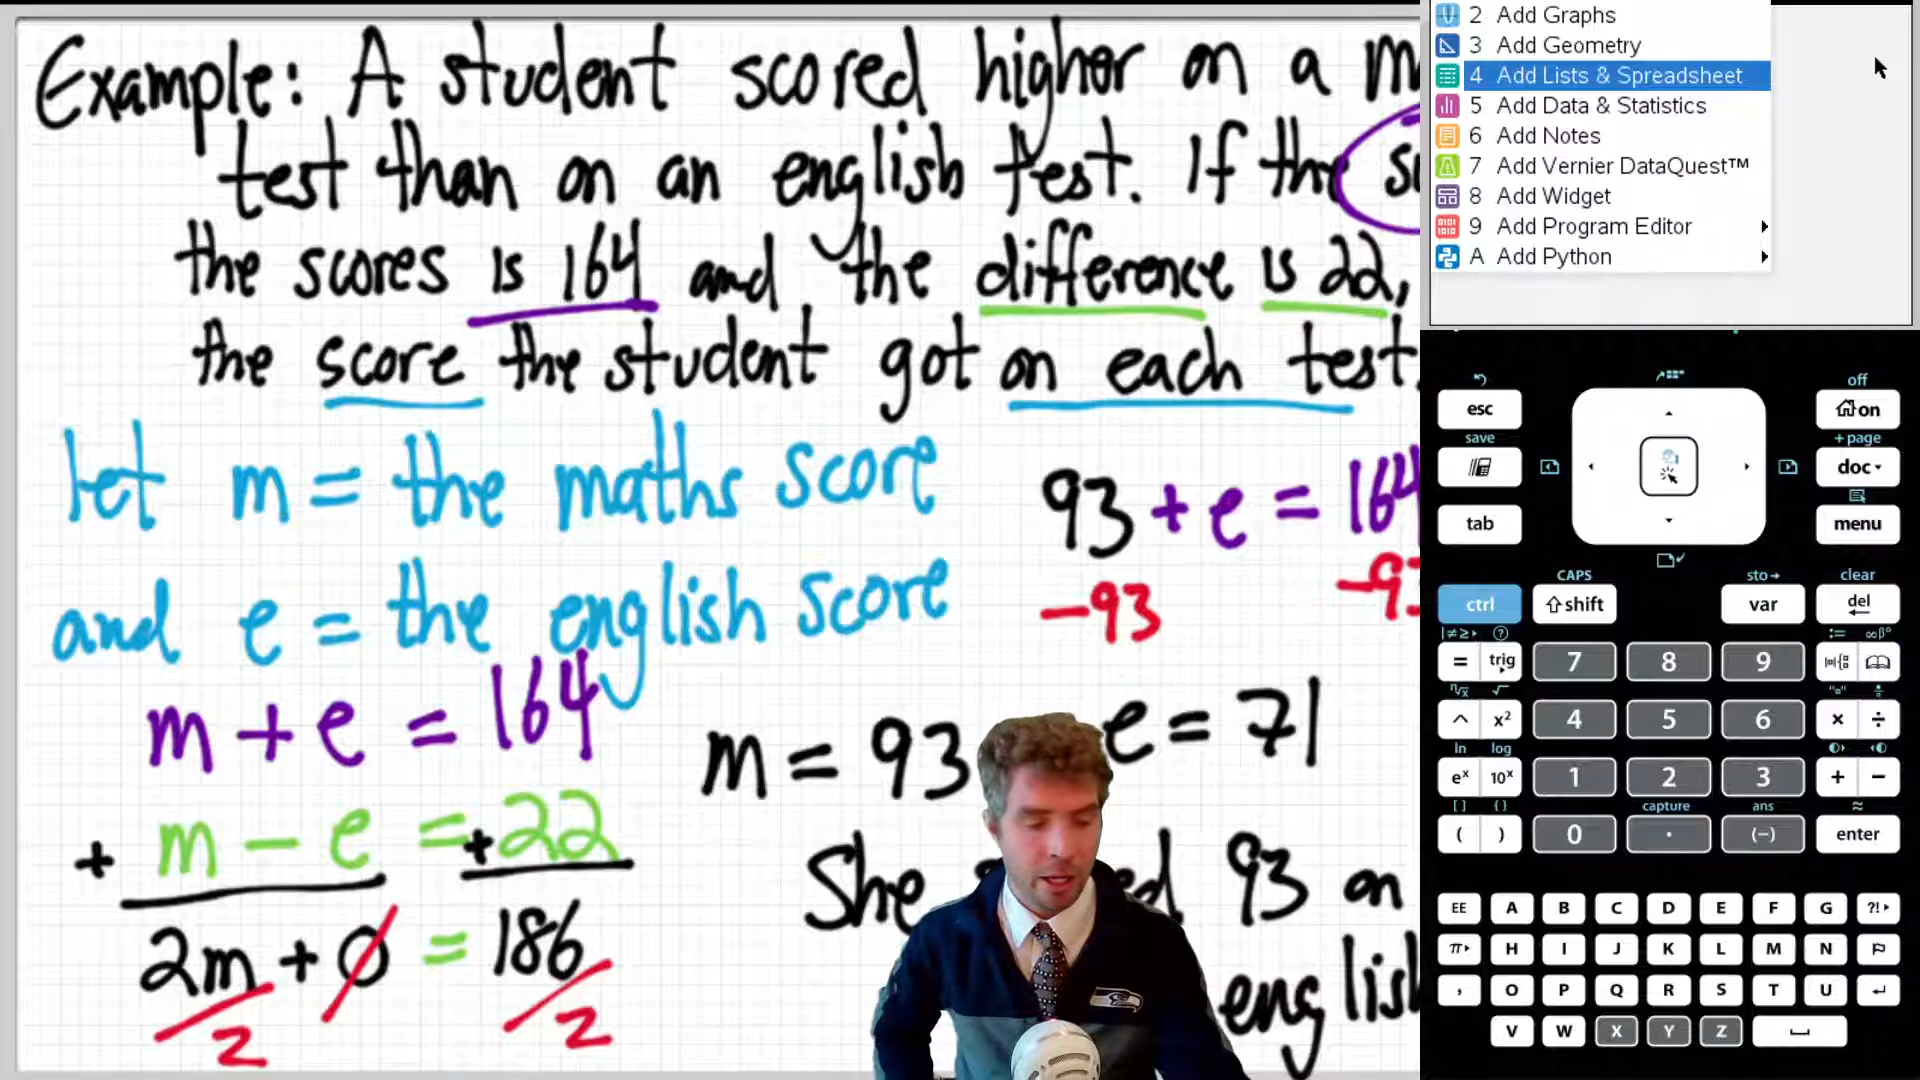 Example: A student scored higher on a m
test than on an english test. If the s
the scores is 164 and the difference is 22,
the score the student got on each test.
let m = the maths score
and e = the english score
m + e = 164
+ m - e = + 22
2m + 0 = 186
2 2
93 + e = 164
-93 -93
m = 93 e = 71
She 93 on
english
2 Add Graphs
3 Add Geometry
4 Add Lists & Spreadsheet
5 Add Data & Statistics
6 Add Notes
7 Add Vernier DataQuest™
8 Add Widget
9 Add Program Editor
A Add Python
off
esc on
save + page
doc
tab menu
CAPS sto→ clear
ctrl shift var del
= trig 7 8 9
^ x² 4 5 6 × ÷
ln log
eˣ 10ˣ 1 2 3 + −
[ ] { } capture ans ≈
( ) 0 . (−) enter
EE A B C D E F G ?!
π H I J K L M N
, O P Q R S T U
V W X Y Z